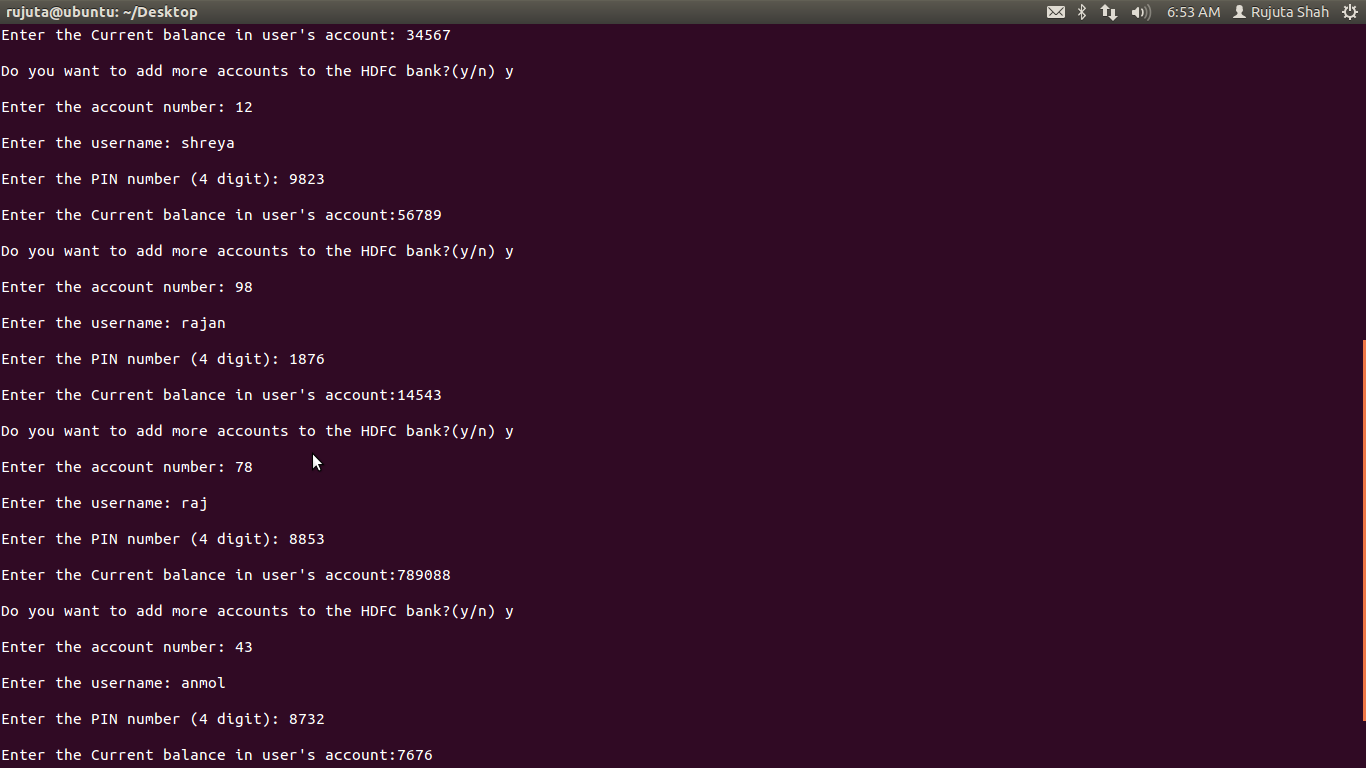 rujuta@ubuntu: ~/Desktop
6:53 AM Rujuta Shah
Enter the Current balance in user's account: 34567
Do you want to add more accounts to the HDFC bank?(y/n) y
Enter the account number: 12
Enter the username: shreya
Enter the PIN number (4 digit): 9823
Enter the Current balance in user's account:56789
Do you want to add more accounts to the HDFC bank?(y/n) y
Enter the account number: 98
Enter the username: rajan
Enter the PIN number (4 digit): 1876
Enter the Current balance in user's account:14543
Do you want to add more accounts to the HDFC bank?(y/n) y
Enter the account number: 78
Enter the username: raj
Enter the PIN number (4 digit): 8853
Enter the Current balance in user's account:789088
Do you want to add more accounts to the HDFC bank?(y/n) y
Enter the account number: 43
Enter the username: anmol
Enter the PIN number (4 digit): 8732
Enter the Current balance in user's account:7676